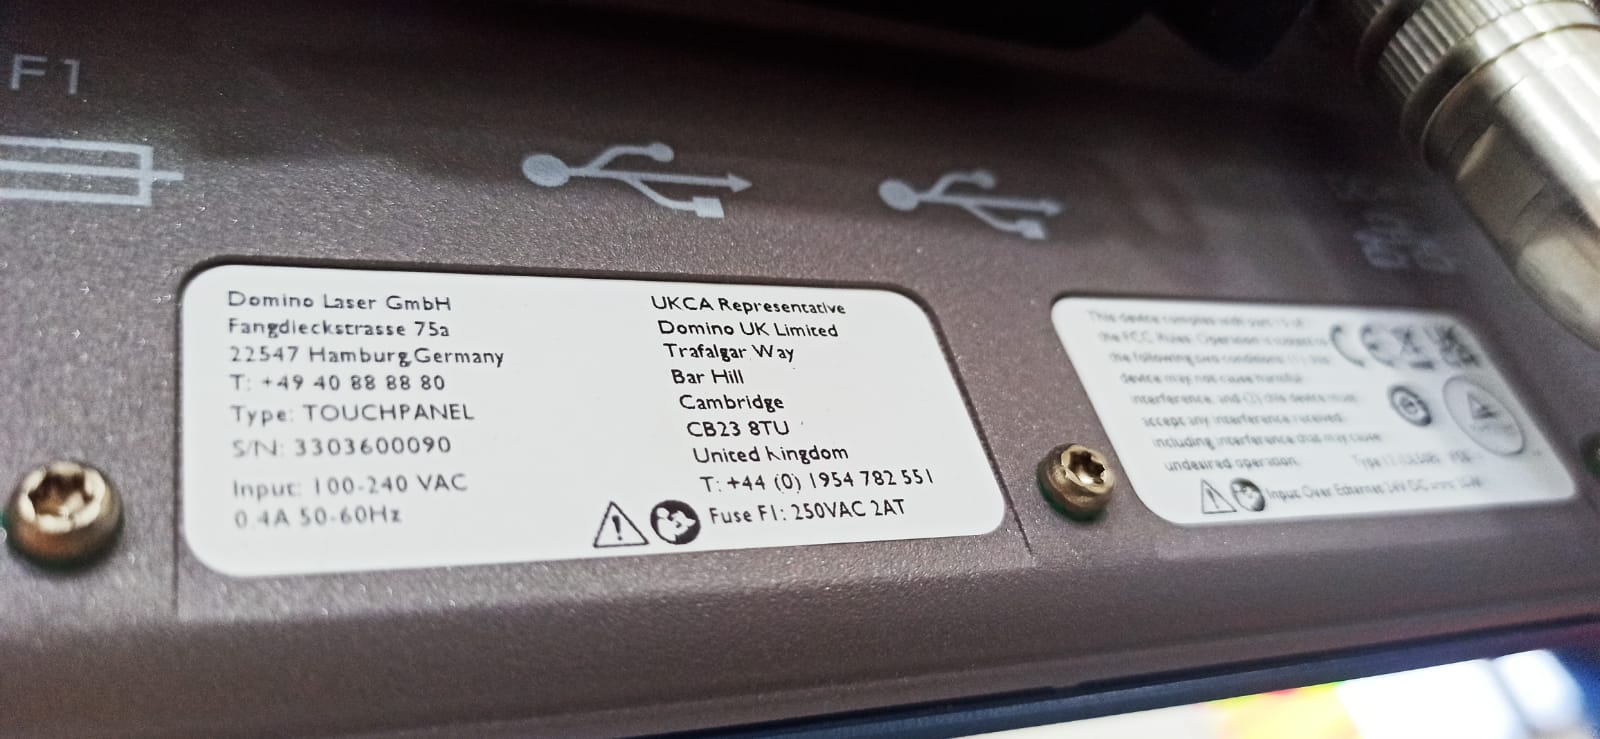 F1
Domino Laser GmbH
Fangdieckstrasse 75a
22547 Hamburg,Germany
T: +49 40 88 88 80
Type: TOUCHPANEL
S/N: 3303600090
Input: 100-240 VAC
0.4A 50-60Hz
UKCA Representative
Domino UK Limited
Trafalgar Way
Bar Hill
Cambridge
CB23 8TU
United Kingdom
T: +44 (0) 1954 782 551
Fuse F1: 250VAC 2AT
This device complies with part 15 of
the FCC Rules. Operation is subject to
the following two conditions: (1) this
device may not cause harmful
interference, and (2) this device must
accept any interference received,
including interference that may cause
undesired operation.
Input Over Ethernet 24V DC